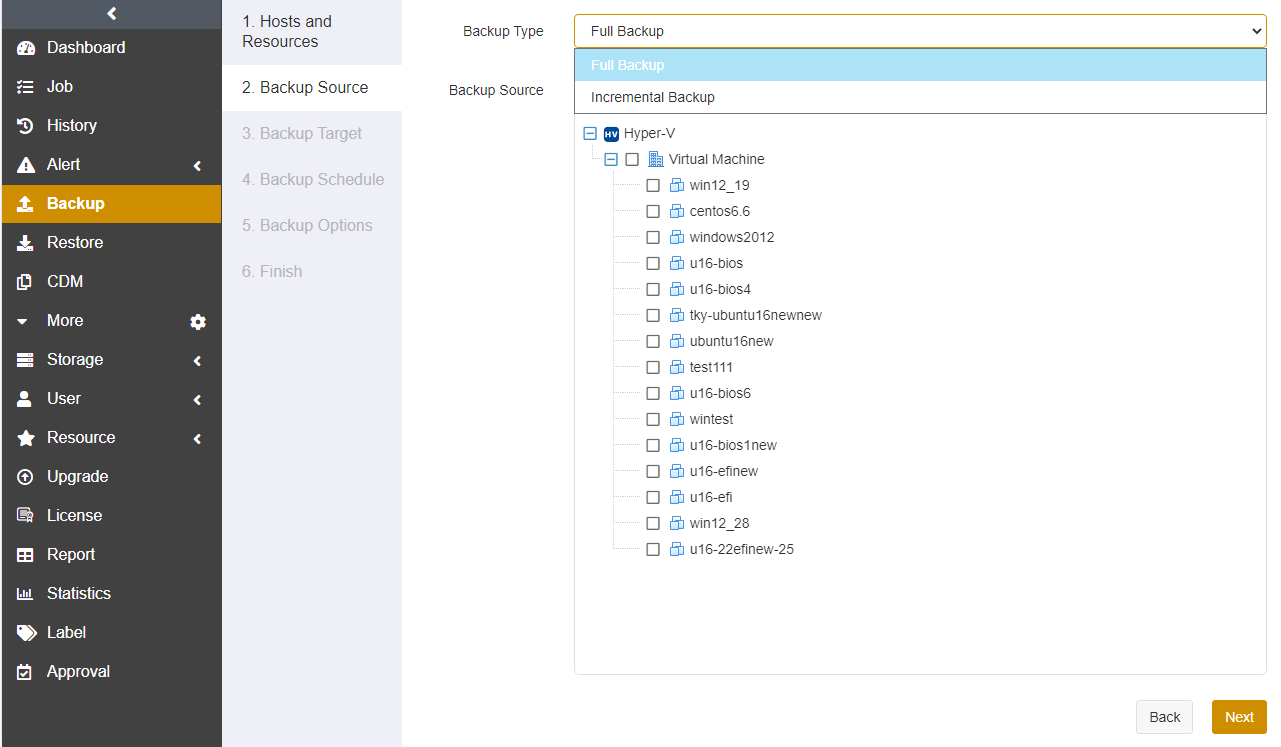 Dashboard
Job
History
Alert
Backup
Restore
CDM
More
Storage
User
Resource
Upgrade
License
Report
Statistics
Label
Approval
1. Hosts and
Resources
2. Backup Source
3. Backup Target
4. Backup Schedule
5. Backup Options
6. Finish
Backup Type
Full Backup
Full Backup
Incremental Backup
Backup Source
HV Hyper-V
Virtual Machine
win12_19
centos6.6
windows2012
u16-bios
u16-bios4
tky-ubuntu16newnew
ubuntu16new
test111
u16-bios6
wintest
u16-bios1new
u16-efinew
u16-efi
win12_28
u16-22efinew-25
Back
Next